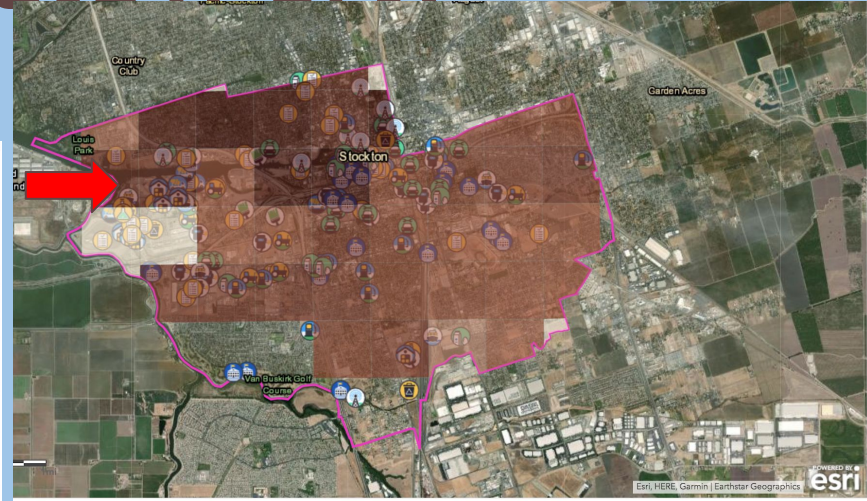 Country
Club
Garden Acres
Louis
Park
Stockton
Van Buskirk Golf
Course
Esri, HERE, Garmin | Earthstar Geographics
POWERED BY
esri